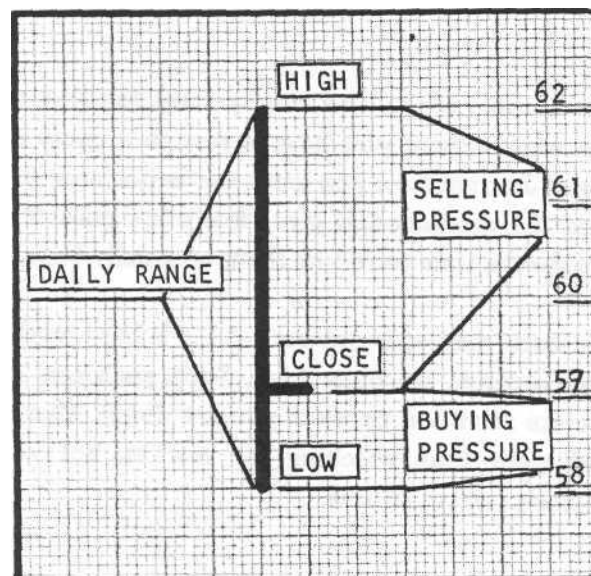 HIGH
62
SELLING
PRESSURE
61
DAILY RANGE
60
CLOSE
59
BUYING
PRESSURE
LOW
58